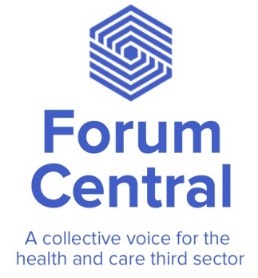 Forum
Central
A collective voice for the
health and care third sector